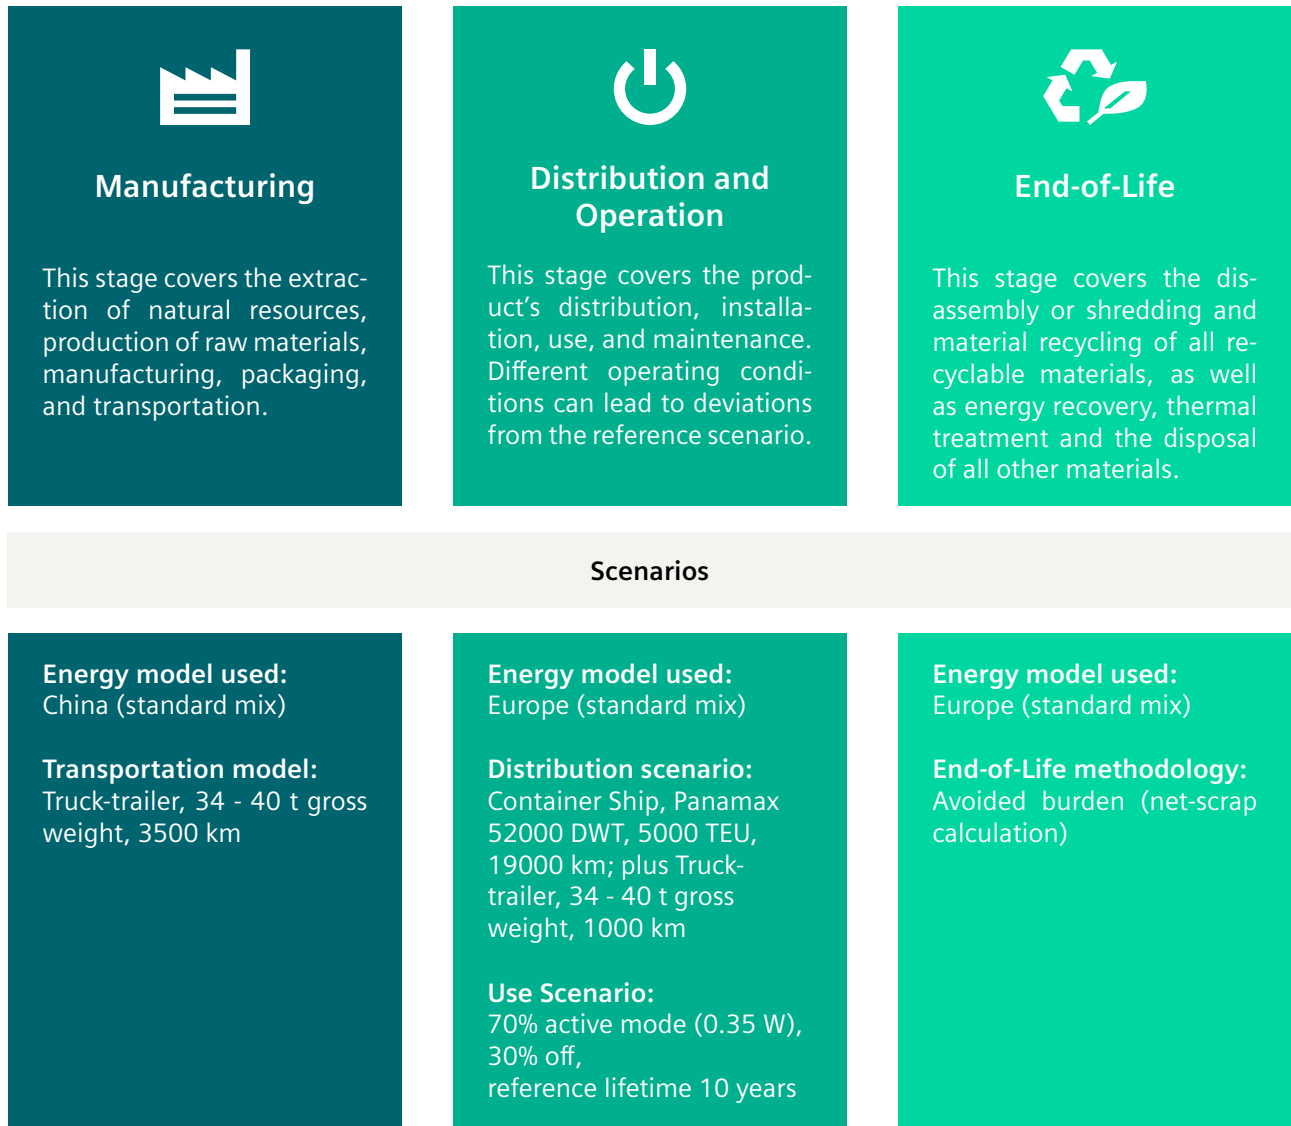 Manufacturing
This stage covers the extrac-
tion of natural resources,
production of raw materials,
manufacturing, packaging,
and transportation.
Distribution and
Operation
This stage covers the prod-
uct's distribution, installa-
tion, use, and maintenance.
Different operating condi-
tions can lead to deviations
from the reference scenario.
End-of-Life
This stage covers the dis-
assembly or shredding and
material recycling of all re-
cyclable materials, as well
as energy recovery, thermal
treatment and the disposal
of all other materials.
Scenarios
Energy model used:
China (standard mix)
Transportation model:
Truck-trailer, 34 - 40 t gross
weight, 3500 km
Energy model used:
Europe (standard mix)
Distribution scenario:
Container Ship, Panamax
52000 DWT, 5000 TEU,
19000 km; plus Truck-
trailer, 34 - 40 t gross
weight, 1000 km
Use Scenario:
70% active mode (0.35 W),
30% off,
reference lifetime 10 years
Energy model used:
Europe (standard mix)
End-of-Life methodology:
Avoided burden (net-scrap
calculation)